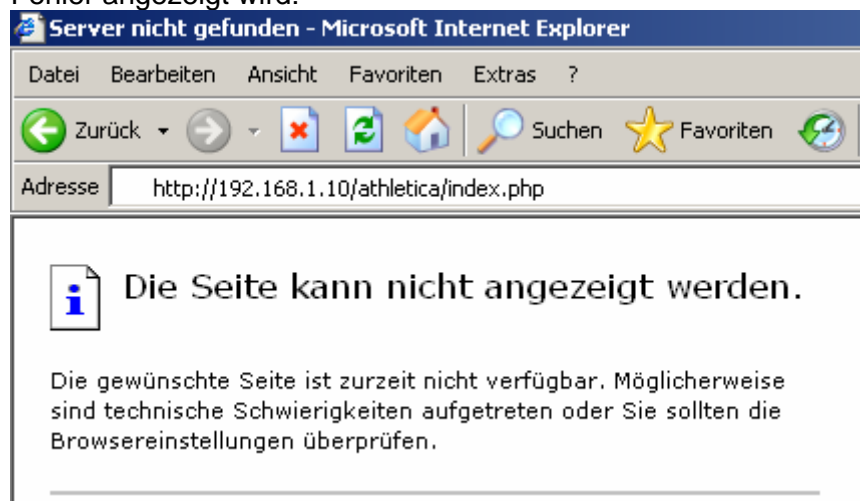 Fehler angezeigt wird.
Server nicht gefunden - Microsoft Internet Explorer
Datei Bearbeiten Ansicht Favoriten Extras ?
Zurück Suchen Favoriten
Adresse http://192.168.1.10/athletica/index.php
Die Seite kann nicht angezeigt werden.
Die gewünschte Seite ist zurzeit nicht verfügbar. Möglicherweise
sind technische Schwierigkeiten aufgetreten oder Sie sollten die
Browsereinstellungen überprüfen.